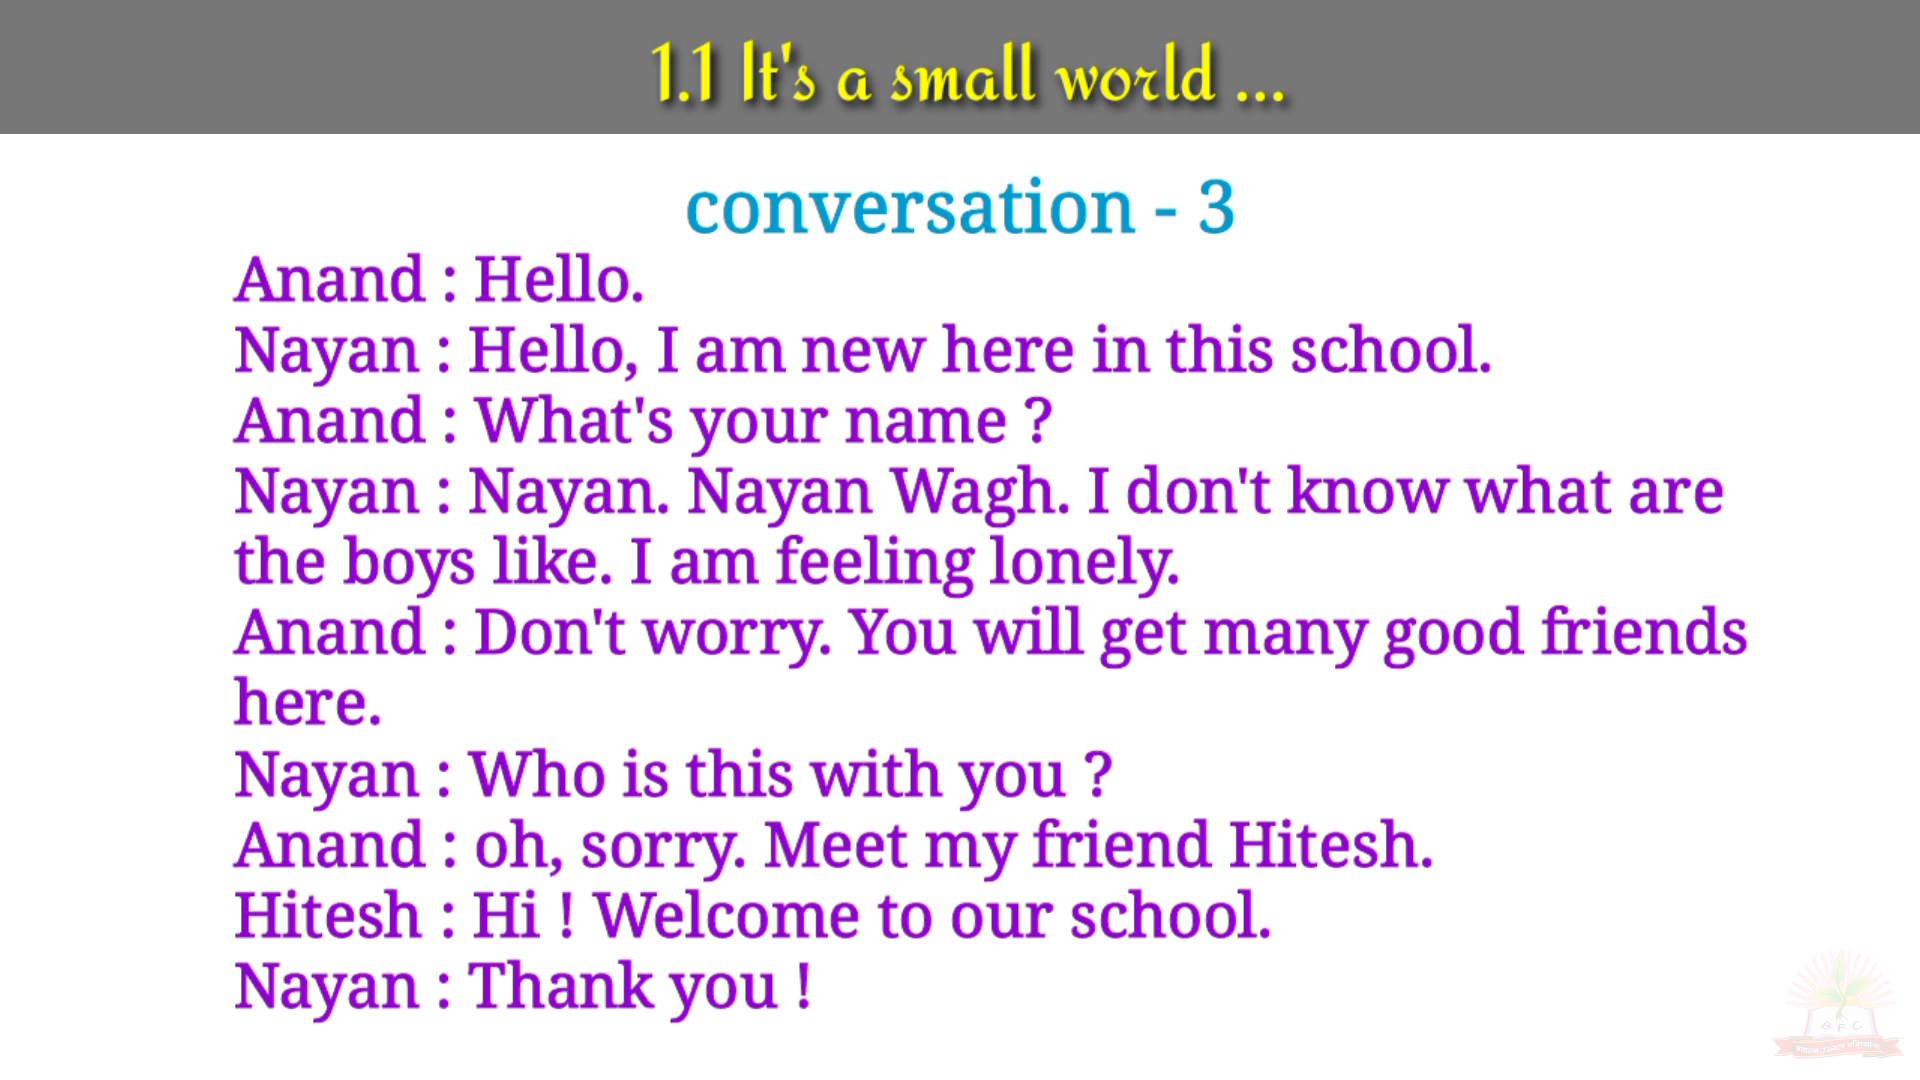 1.1 It's a small world ...
conversation - 3
Anand : Hello.
Nayan : Hello, I am new here in this school.
Anand : What's your name ?
Nayan : Nayan. Nayan Wagh. I don't know what are
the boys like. I am feeling lonely.
Anand : Don't worry. You will get many good friends
here.
Nayan : Who is this with you ?
Anand : oh, sorry. Meet my friend Hitesh.
Hitesh : Hi ! Welcome to our school.
Nayan : Thank you !
B F C